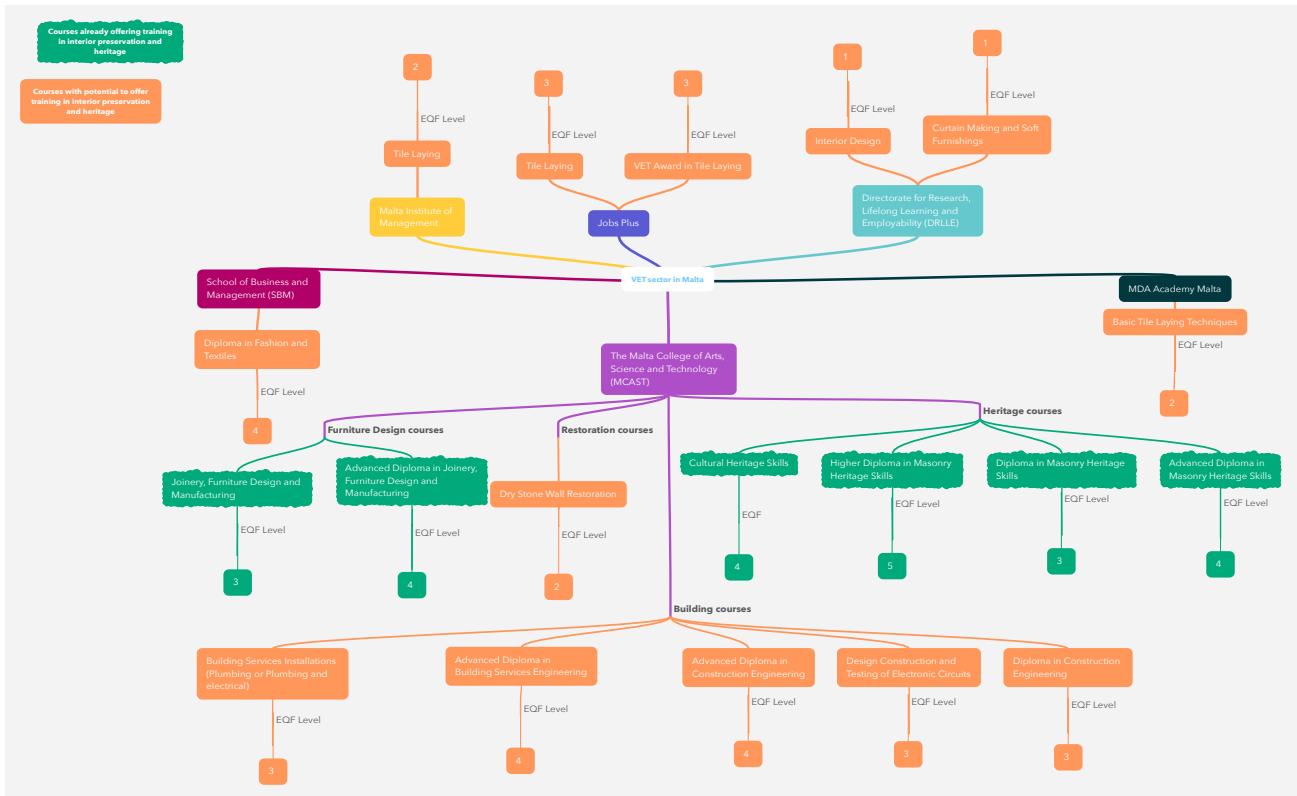 Courses already offering training
in interior preservation and
heritage
Courses with potential to offer
training in interior preservation
and heritage
2
EQF Level
Tile Laying
Malta Institute of
Management
3
EQF Level
Tile Laying
3
EQF Level
VET Award in Tile Laying
Jobs Plus
1
EQF Level
Interior Design
1
EQF Level
Curtain Making and Soft
Furnishings
Directorate for Research,
Lifelong Learning and
Employability (DRLLE)
VET sector in Malta
School of Business and
Management (SBM)
Diploma in Fashion and
Textiles
EQF Level
4
MDA Academy Malta
Basic Tile Laying Techniques
EQF Level
2
The Malta College of Arts,
Science and Technology
(MCAST)
Furniture Design courses
Joinery, Furniture Design and
Manufacturing
EQF Level
3
Advanced Diploma in Joinery,
Furniture Design and
Manufacturing
EQF Level
4
Restoration courses
Dry Stone Wall Restoration
EQF Level
2
Heritage courses
Cultural Heritage Skills
EQF
4
Higher Diploma in Masonry
Heritage Skills
EQF Level
5
Diploma in Masonry Heritage
Skills
EQF Level
3
Advanced Diploma in
Masonry Heritage Skills
EQF Level
4
Building courses
Building Services Installations
(Plumbing or Plumbing and
electrical)
EQF Level
3
Advanced Diploma in
Building Services Engineering
EQF Level
4
Advanced Diploma in
Construction Engineering
EQF Level
4
Design Construction and
Testing of Electronic Circuits
EQF Level
3
Diploma in Construction
Engineering
EQF Level
3